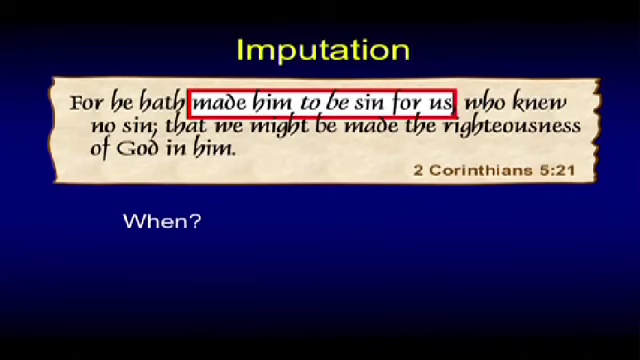 Imputation
For he hath made him to be sin for us, who knew
no sin; that we might be made the righteousness
of God in him.
2 Corinthians 5:21
When?